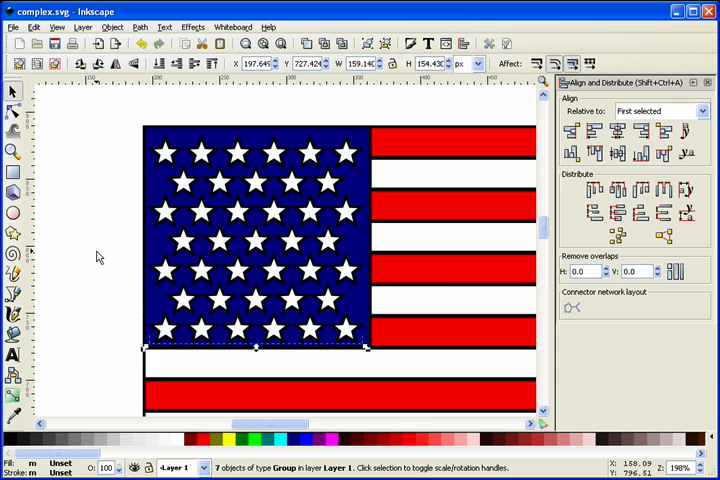 complex.svg - Inkscape
File Edit View Layer Object Path Text Effects Whiteboard Help
X 197.649 Y 727.424 W 159.140 H 154.430 px Affect:
Align and Distribute (Shift+Ctrl+A)
Align
Relative to: First selected
Distribute
Remove overlaps
H: 0.0 V: 0.0
Connector network layout
Fill: m Unset
Stroke: m Unset
O: 100
Layer 1
7 objects of type Group in layer Layer 1. Click selection to toggle scale/rotation handles.
X: 158.09
Y: 796.51
Z: 198%